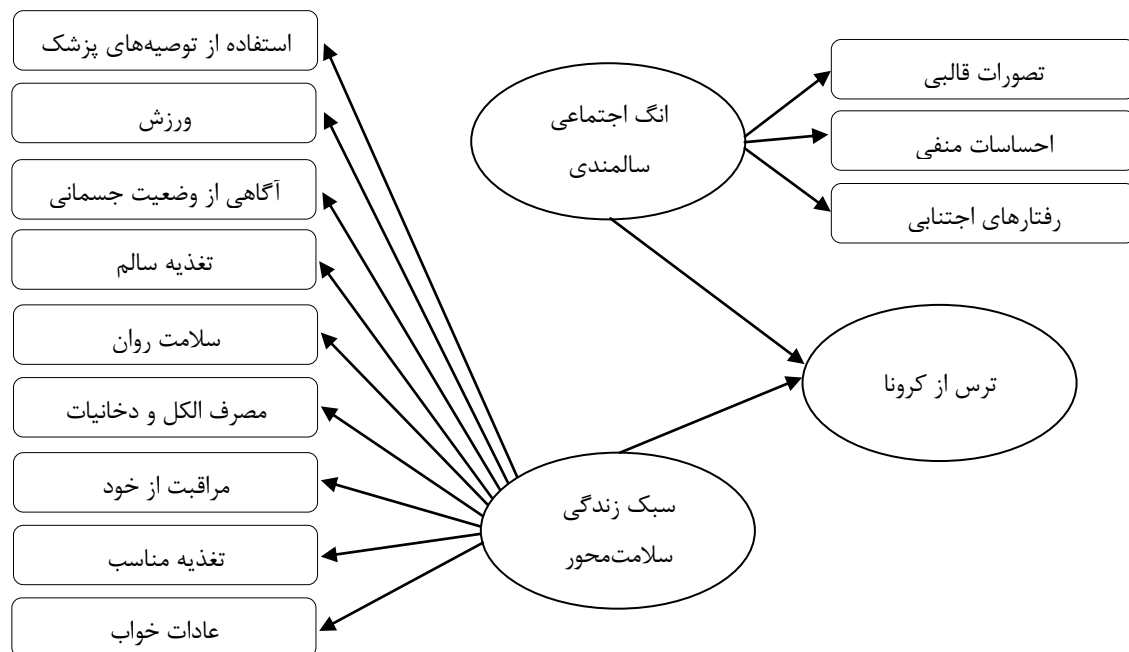 تصورات قالبی
احساسات منفی
رفتارهای اجتنابی
انگ اجتماعی
سالمندی
ترس از کرونا
سبک زندگی
سلامت‌محور
استفاده از توصیه‌های پزشک
ورزش
آگاهی از وضعیت جسمانی
تغذیه سالم
سلامت روان
مصرف الکل و دخانیات
مراقبت از خود
تغذیه مناسب
عادات خواب